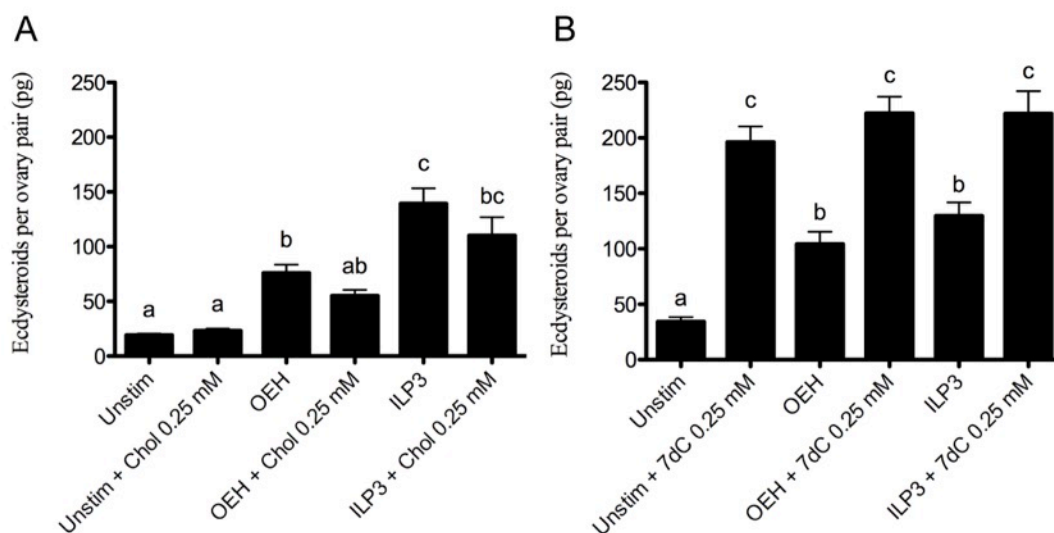 A
Ecdysteroids per ovary pair (pg)
250
200
150
100
50
0
a
a
b
ab
c
bc
Unstim
Unstim + Chol 0.25 mM
OEH
OEH + Chol 0.25 mM
ILP3
ILP3 + Chol 0.25 mM
B
Ecdysteroids per ovary pair (pg)
250
200
150
100
50
0
a
c
b
c
b
c
Unstim
Unstim + 7dC 0.25 mM
OEH
OEH + 7dC 0.25 mM
ILP3
ILP3 + 7dC 0.25 mM